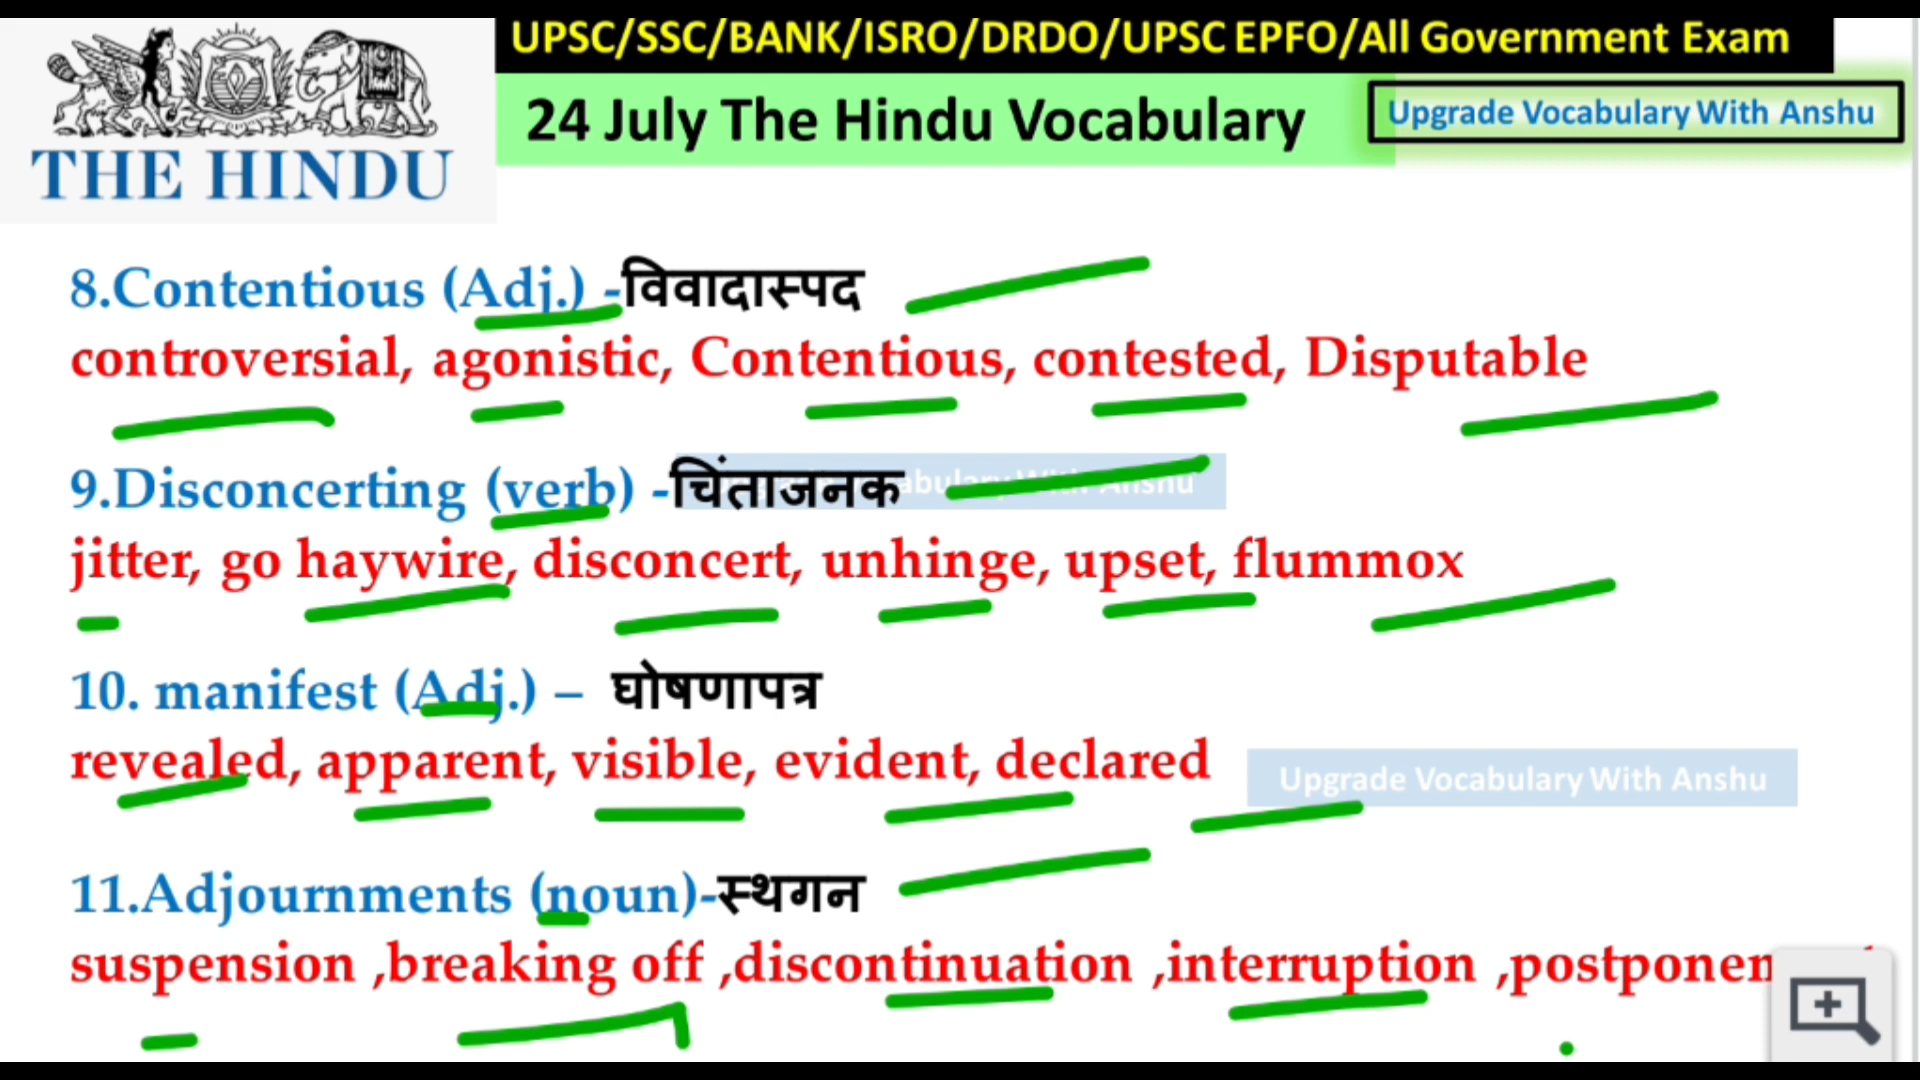 UPSC/SSC/BANK/ISRO/DRDO/UPSC EPFO/All Government Exam
THE HINDU
24 July The Hindu Vocabulary
Upgrade Vocabulary With Anshu
8.Contentious (Adj.) -विवादास्पद
controversial, agonistic, Contentious, contested, Disputable
9.Disconcerting (verb) -चिंताजनक
jitter, go haywire, disconcert, unhinge, upset, flummox
10. manifest (Adj.) – घोषणापत्र
revealed, apparent, visible, evident, declared
Upgrade Vocabulary With Anshu
11.Adjournments (noun)-स्थगन
suspension ,breaking off ,discontinuation ,interruption ,